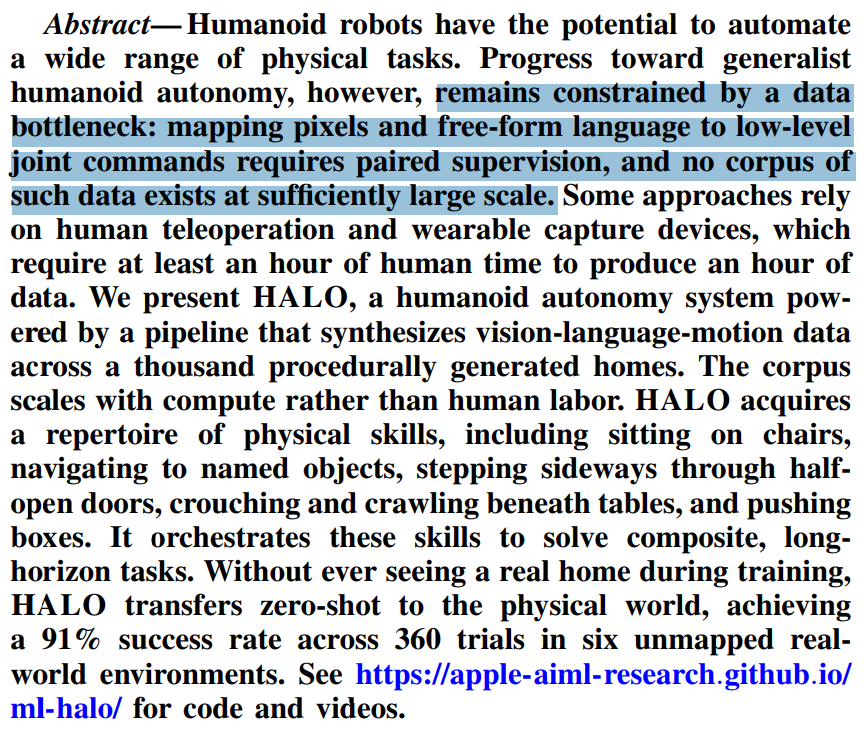 Abstract—Humanoid robots have the potential to automate
a wide range of physical tasks. Progress toward generalist
humanoid autonomy, however, remains constrained by a data
bottleneck: mapping pixels and free-form language to low-level
joint commands requires paired supervision, and no corpus of
such data exists at sufficiently large scale. Some approaches rely
on human teleoperation and wearable capture devices, which
require at least an hour of human time to produce an hour of
data. We present HALO, a humanoid autonomy system pow-
ered by a pipeline that synthesizes vision-language-motion data
across a thousand procedurally generated homes. The corpus
scales with compute rather than human labor. HALO acquires
a repertoire of physical skills, including sitting on chairs,
navigating to named objects, stepping sideways through half-
open doors, crouching and crawling beneath tables, and pushing
boxes. It orchestrates these skills to solve composite, long-
horizon tasks. Without ever seeing a real home during training,
HALO transfers zero-shot to the physical world, achieving
a 91% success rate across 360 trials in six unmapped real-
world environments. See https://apple-aiml-research.github.io/
ml-halo/ for code and videos.